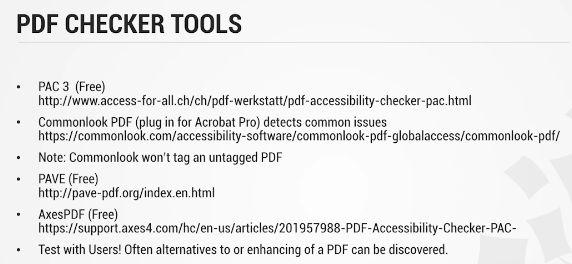 PDF CHECKER TOOLS
• PAC 3 (Free)
http://www.access-for-all.ch/ch/pdf-werkstatt/pdf-accessibility-checker-pac.html
• Commonlook PDF (plug in for Acrobat Pro) detects common issues
https://commonlook.com/accessibility-software/commonlook-pdf-globalaccess/commonlook-pdf/
• Note: Commonlook won't tag an untagged PDF
• PAVE (Free)
http://pave-pdf.org/index.en.html
• AxesPDF (Free)
https://support.axes4.com/hc/en-us/articles/201957988-PDF-Accessibility-Checker-PAC-
• Test with Users! Often alternatives to or enhancing of a PDF can be discovered.